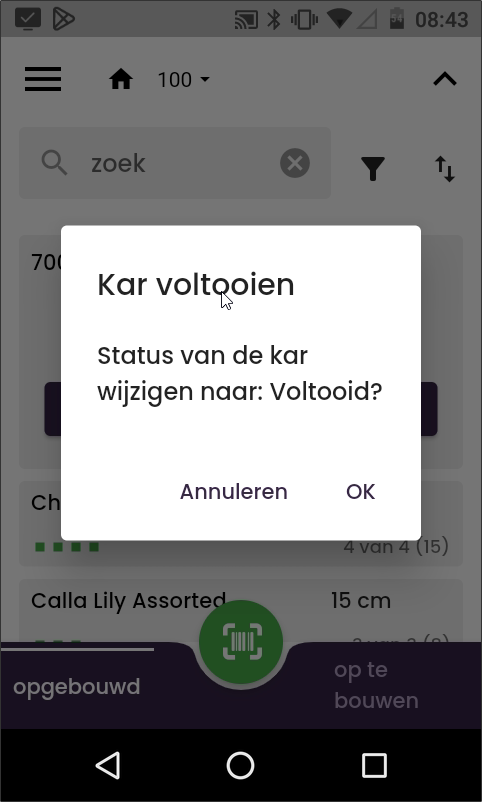 08:43
100
zoek
700
Kar voltooien
Status van de kar
wijzigen naar: Voltooid?
Annuleren OK
Ch
4 van 4 (15)
Calla Lily Assorted 15 cm
opgebouwd
op te
bouwen